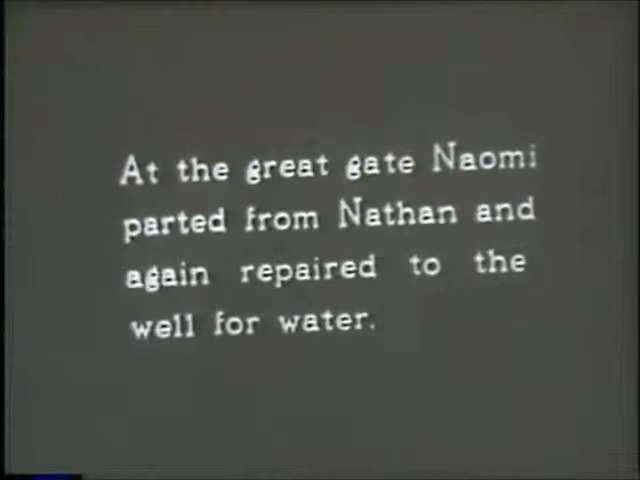 At the great gate Naomi
parted from Nathan and
again repaired to the
well for water.